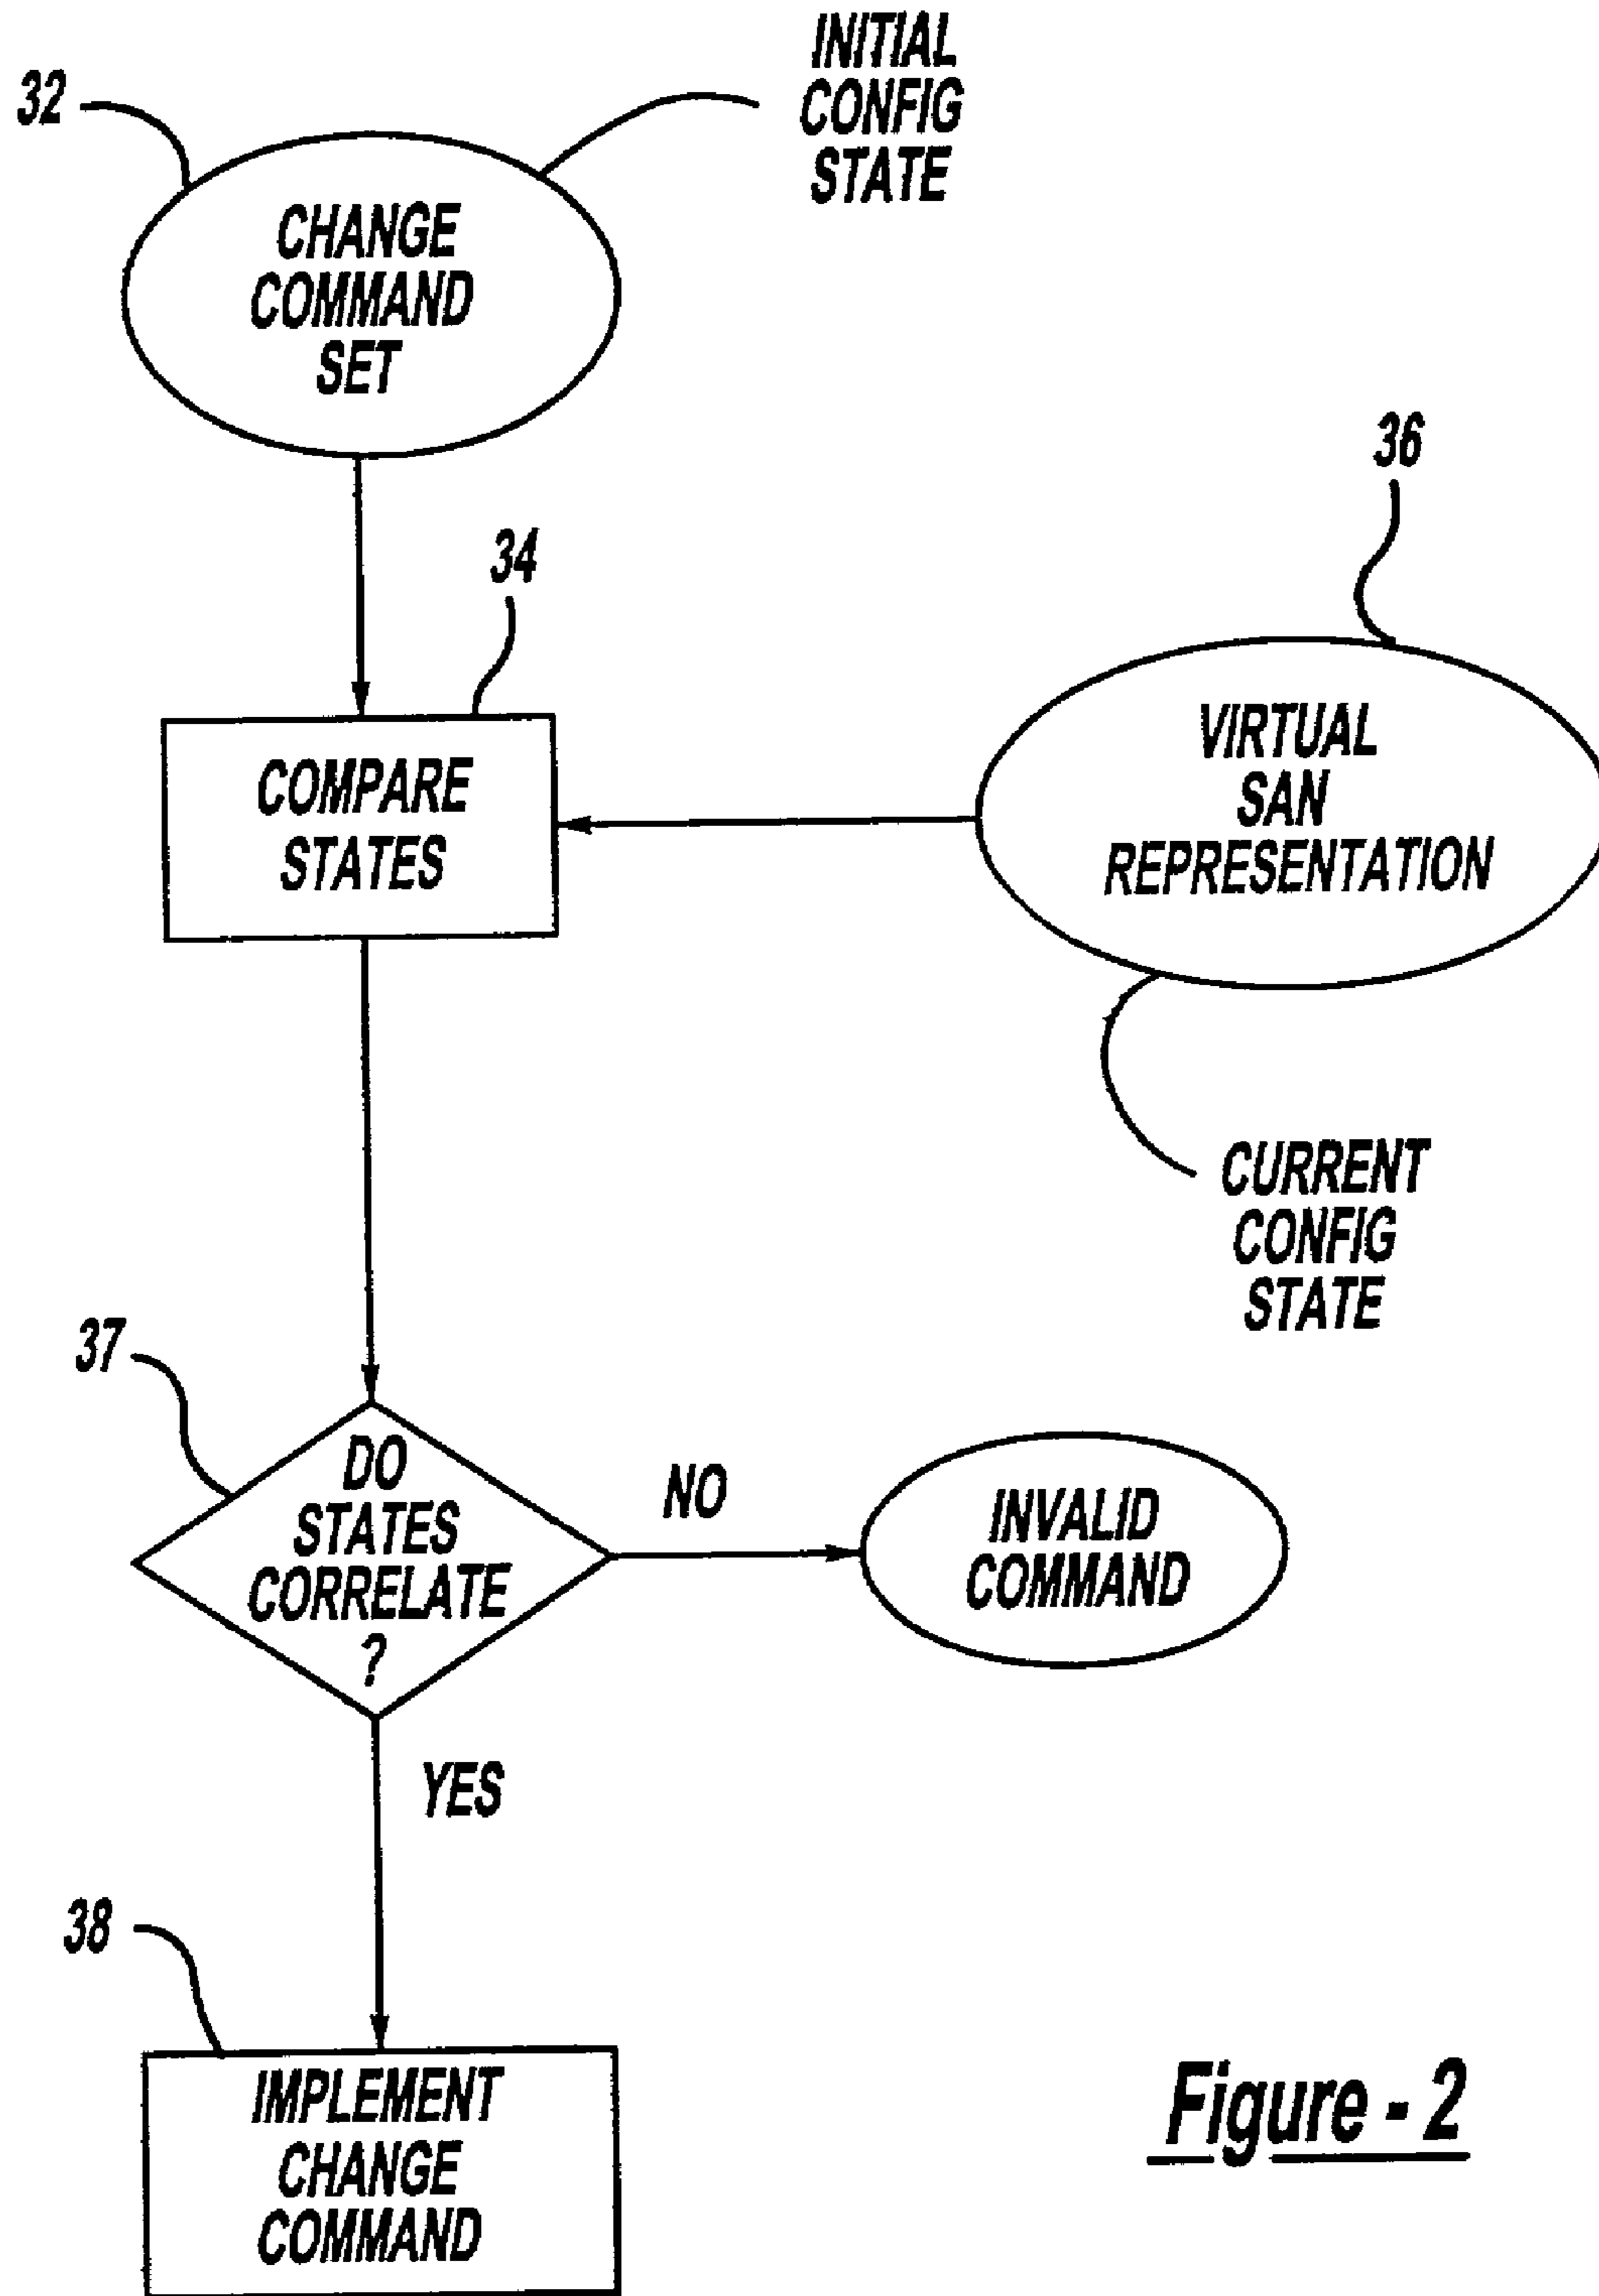 INITIAL
CONFIG
STATE
32
CHANGE
COMMAND
SET
36
34
COMPARE
STATES
VIRTUAL
SAN
REPRESENTATION
CURRENT
CONFIG
STATE
37
DO
STATES
CORRELATE
?
NO
INVALID
COMMAND
YES
38
IMPLEMENT
CHANGE
COMMAND
Figure - 2